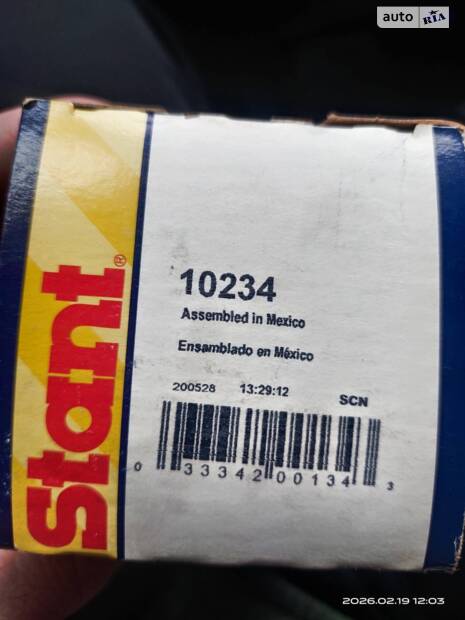 auto RIA
Stant®
10234
Assembled in Mexico
Ensamblado en México
200528 13:29:12 SCN
0 33342 00134 3
2026.02.19 12:03